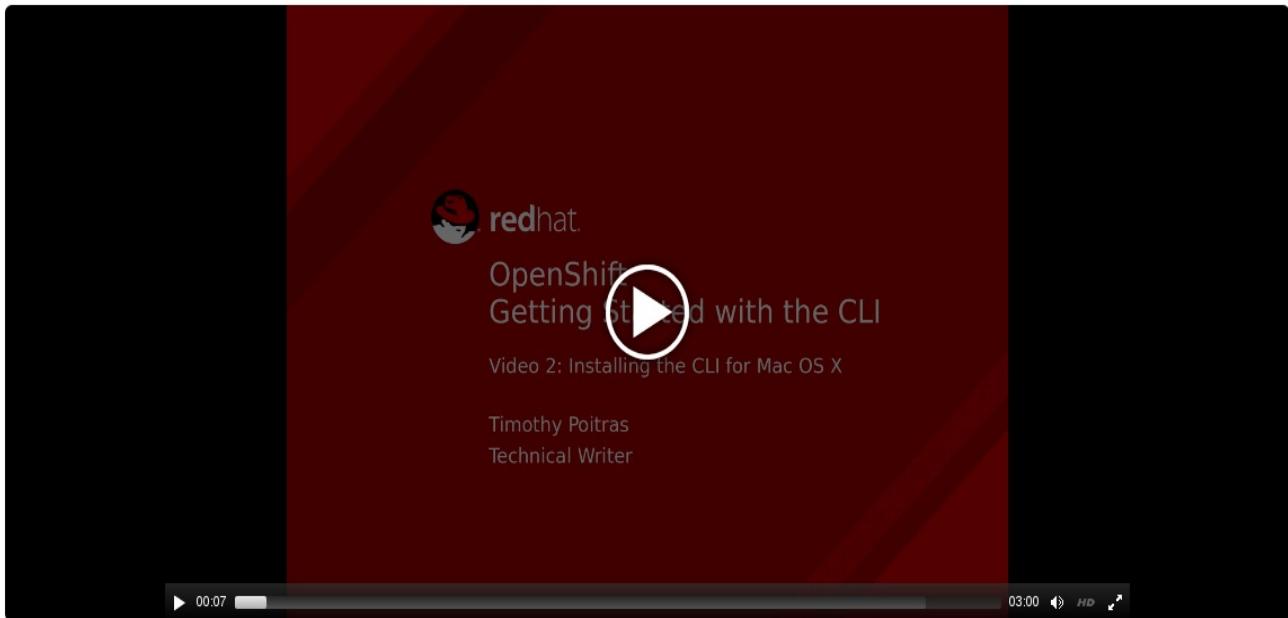 redhat.
OpenShift
Getting Started with the CLI
Video 2: Installing the CLI for Mac OS X
Timothy Poitras
Technical Writer
00:07
03:00
HD